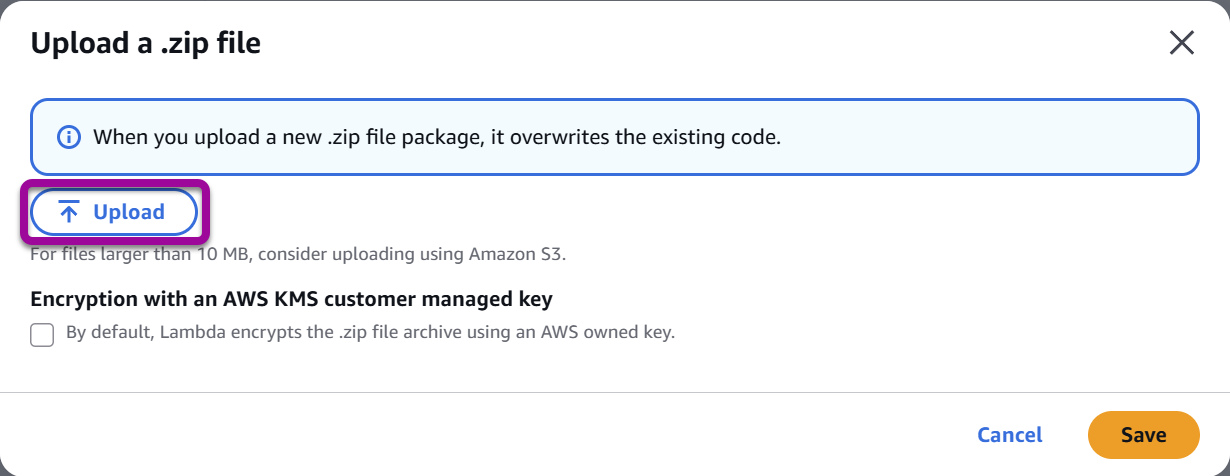 Upload a .zip file
When you upload a new .zip file package, it overwrites the existing code.
Upload
For files larger than 10 MB, consider uploading using Amazon S3.
Encryption with an AWS KMS customer managed key
By default, Lambda encrypts the .zip file archive using an AWS owned key.
Cancel
Save